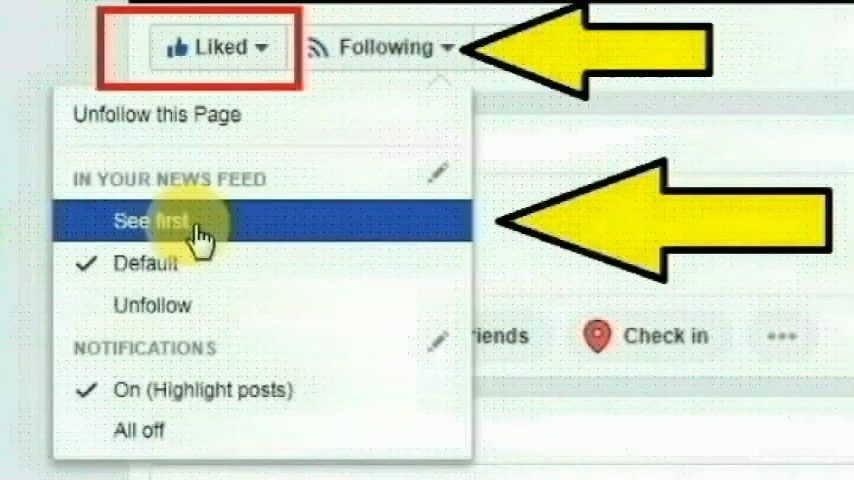 Liked
Following
Unfollow this Page
IN YOUR NEWS FEED
See first
Default
Unfollow
NOTIFICATIONS
riends
Check in
On (Highlight posts)
All off